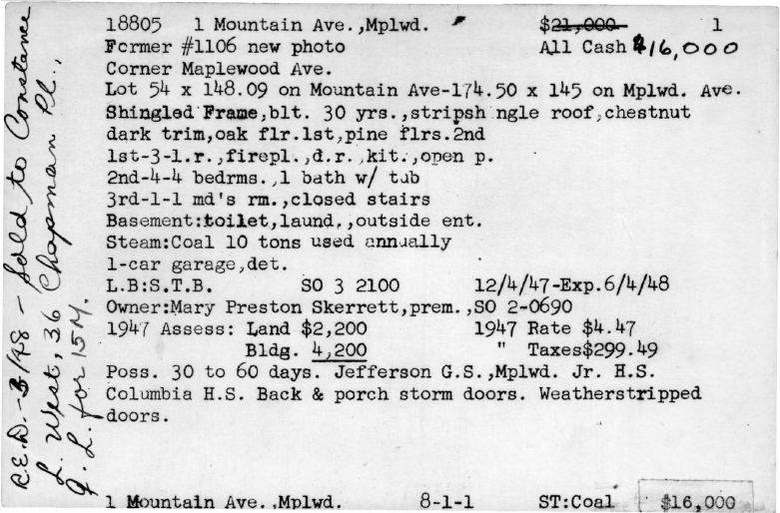 18805 1 Mountain Ave.,Mplwd. $21,000 1
Fcrmer #1106 new photo All Cash $16,000
Corner Maplewood Ave.
Lot 54 x 148.09 on Mountain Ave-174.50 x 145 on Mplwd. Ave.
Shingled Frame,blt. 30 yrs.,stripsh ngle roof,chestnut
dark trim,oak flr.1st,pine flrs.2nd
1st-3-l.r.,firepl.,d.r.,kit.,open p.
2nd-4-4 bedrms.,1 bath w/ tub
3rd-1-1 md's rm.,closed stairs
Basement:toilet,laund.,outside ent.
Steam:Coal 10 tons used annually
1-car garage,det.
L.B:S.T.B. SO 3 2100 12/4/47-Exp.6/4/48
Owner:Mary Preston Skerrett,prem.,SO 2-0690
1947 Assess: Land $2,200 1947 Rate $4.47
Bldg. 4,200 " Taxes$299.49
Poss. 30 to 60 days. Jefferson G.S.,Mplwd. Jr. H.S.
Columbia H.S. Back & porch storm doors. Weatherstripped
doors.
1 Mountain Ave.,Mplwd. 8-1-1 ST:Coal $16,000
R.E.D.-3/48 - Sold to Constance
L. West, 36 Chapman Pl.,
for 15M.